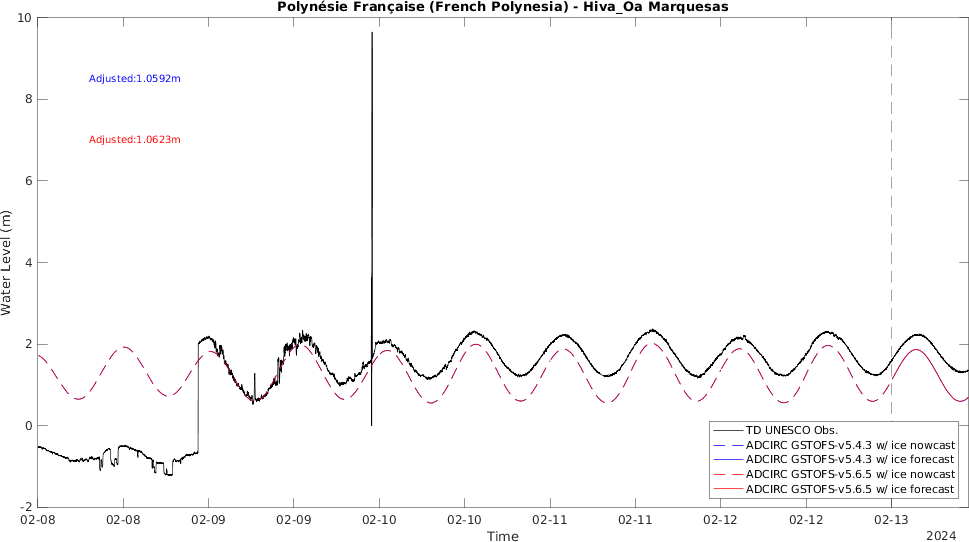 Polynésie Française (French Polynesia) - Hiva_Oa Marquesas
10
8
6
4
2
0
-2
Water Level (m)
Adjusted:1.0592m
Adjusted:1.0623m
TD UNESCO Obs.
ADCIRC GSTOFS-v5.4.3 w/ ice nowcast
ADCIRC GSTOFS-v5.4.3 w/ ice forecast
ADCIRC GSTOFS-v5.6.5 w/ ice nowcast
ADCIRC GSTOFS-v5.6.5 w/ ice forecast
02-08 02-08 02-09 02-09 02-10 02-10 02-11 02-11 02-12 02-12 02-13
Time
2024